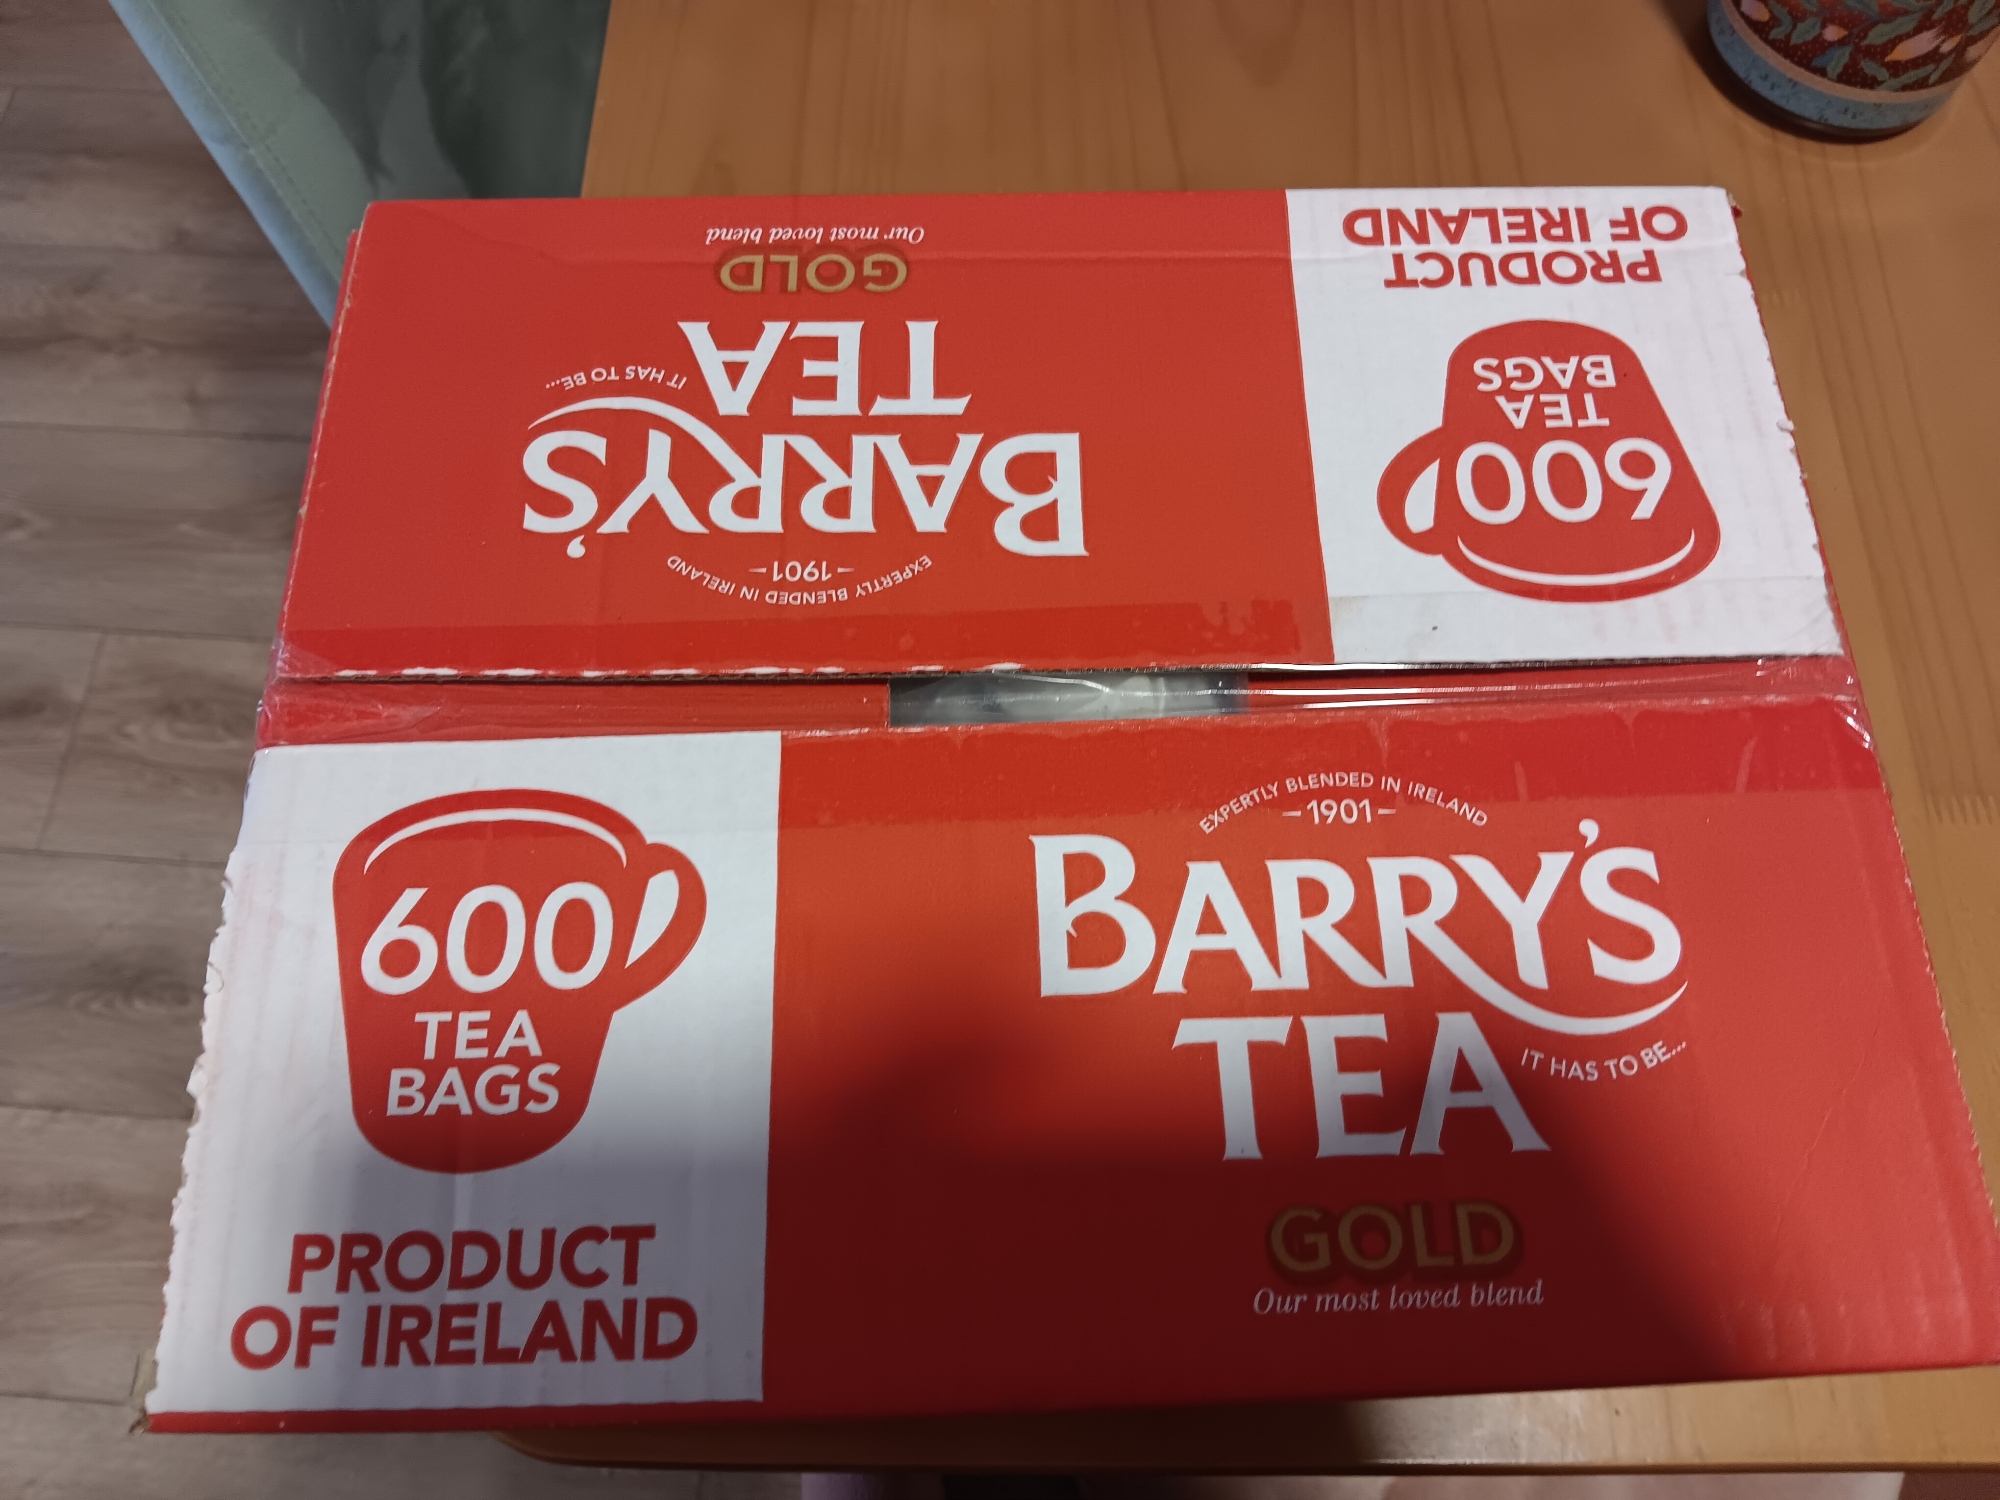 Our most loved blend
GOLD
BARRY'S
TEA
IT HAS TO BE...
–1901–
EXPERTLY BLENDED IN IRELAND
PRODUCT
OF IRELAND
600
TEA
BAGS
600
TEA
BAGS
PRODUCT
OF IRELAND
EXPERTLY BLENDED IN IRELAND
–1901–
BARRY'S
TEA
IT HAS TO BE...
GOLD
Our most loved blend